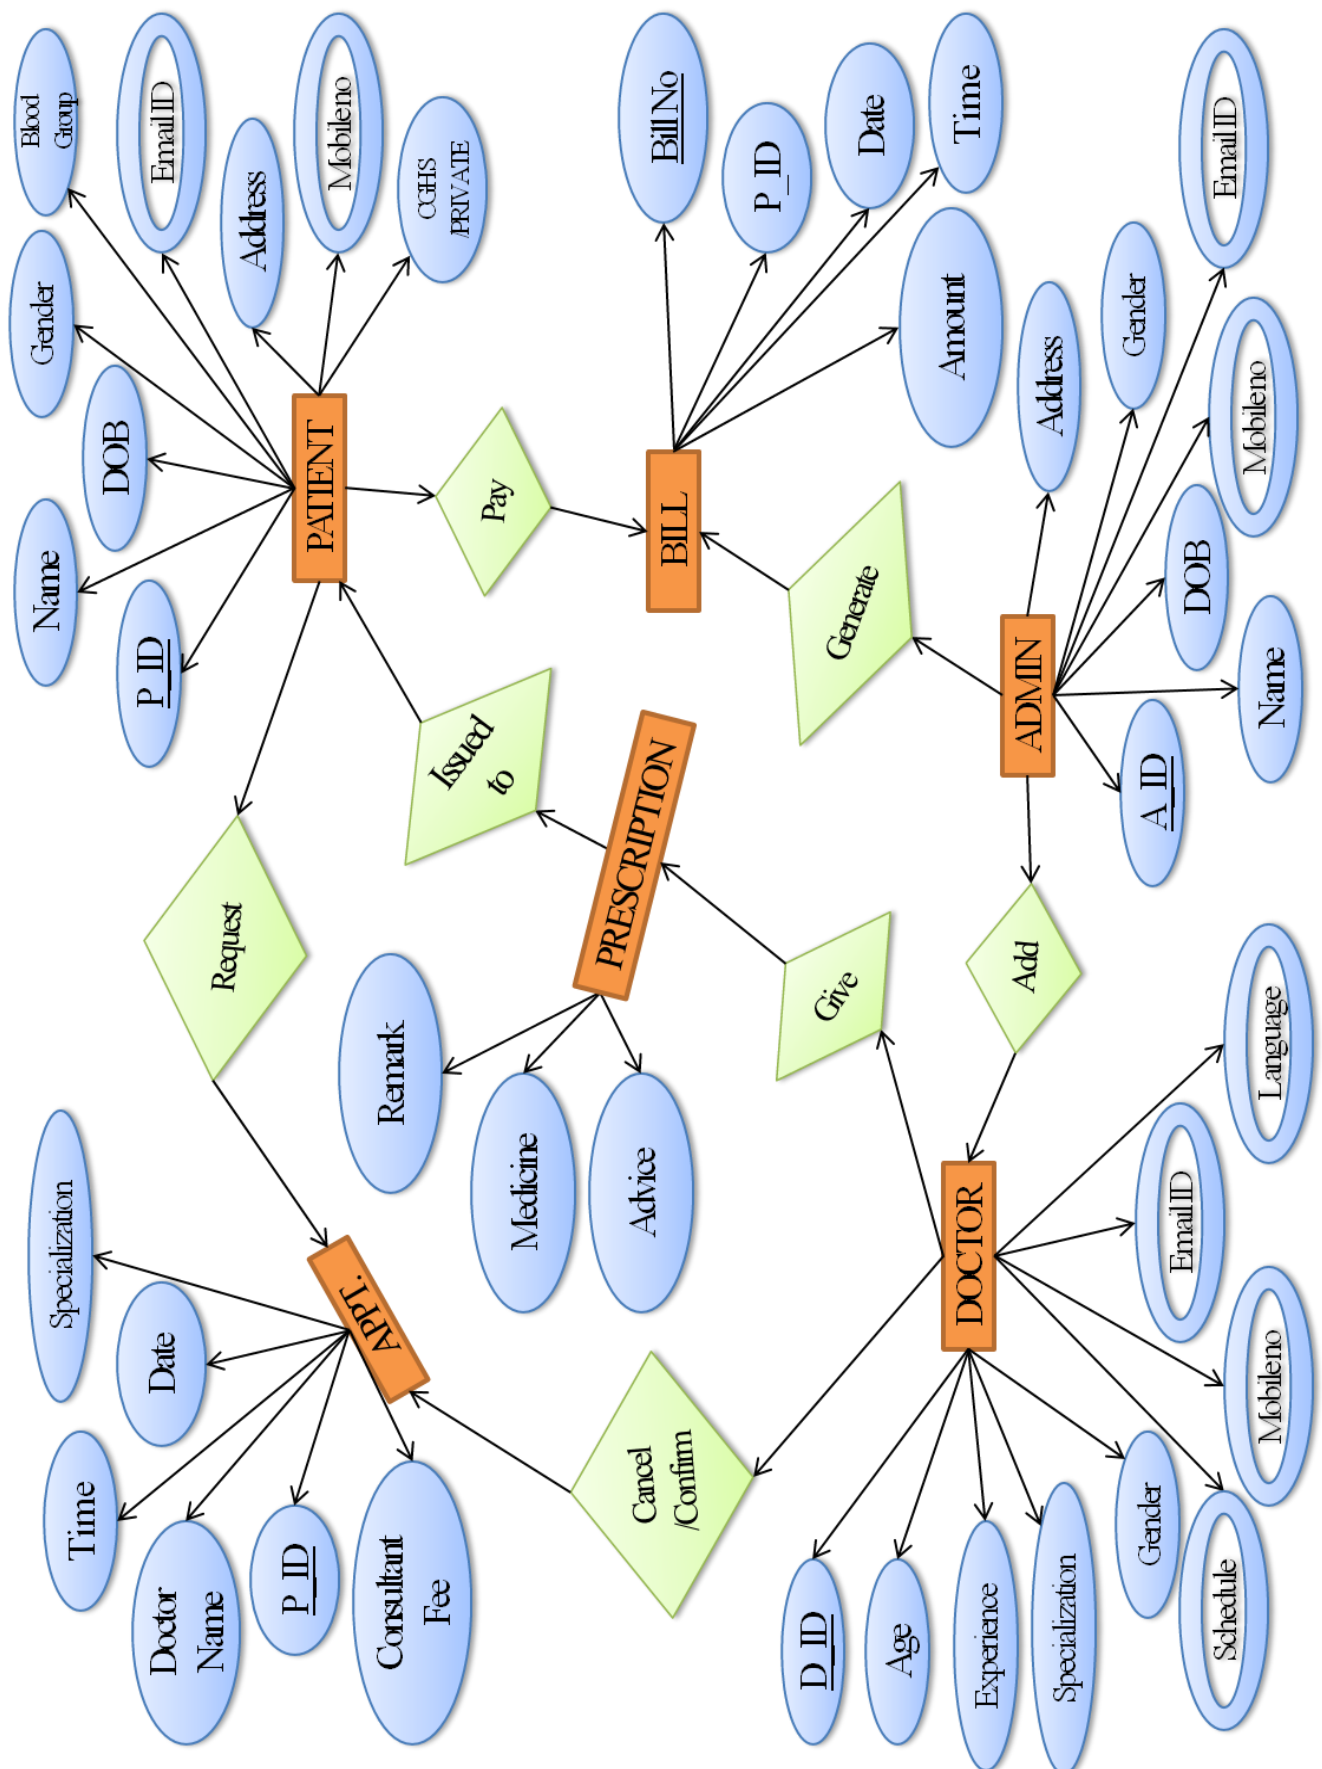 Time
Specialization
Date
Doctor
Name
P_ID
Consultant
Fee
APPT.
Request
Name
P_ID
DOB
Gender
Blood
Group
Email ID
Address
Mobileno
CGHS
/PRIVATE
PATIENT
Remark
Medicine
Advice
PRESCRIPTION
Issued
to
Pay
Bill No
P_ID
Date
Time
Amount
BILL
Cancel
/Confirm
Give
Generate
D_ID
Age
Experience
Specialization
Gender
Schedule
Mobileno
Email ID
Language
DOCTOR
Add
ADMIN
A_ID
Name
DOB
Mobileno
Email ID
Gender
Address